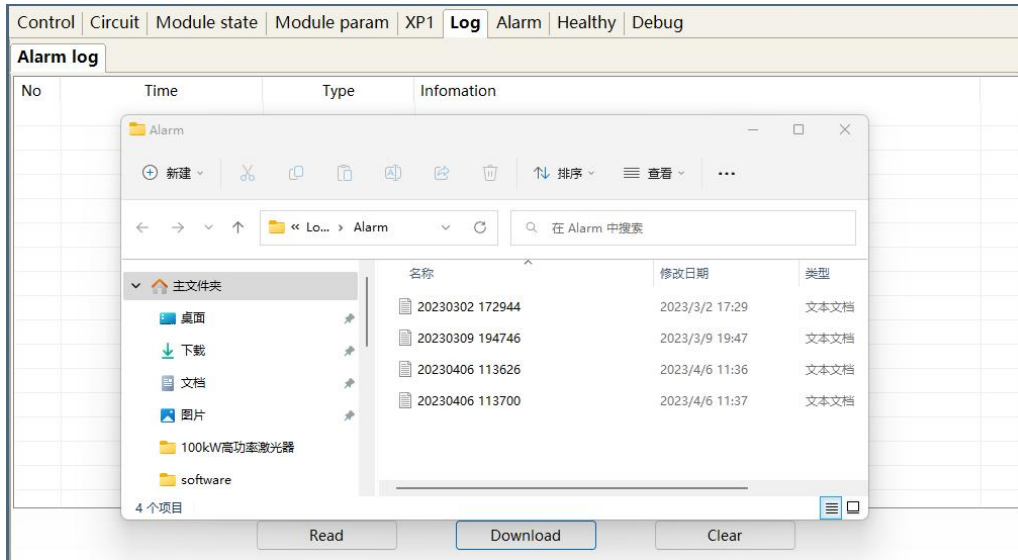 Control Circuit Module state Module param XP1 Log Alarm Healthy Debug
Alarm log
No Time Type Infomation
Alarm
新建 排序 查看 ...
« Lo... › Alarm 在 Alarm 中搜索
名称 修改日期 类型
主文件夹
桌面
下载
文档
图片
100kW高功率激光器
software
20230302 172944 2023/3/2 17:29 文本文档
20230309 194746 2023/3/9 19:47 文本文档
20230406 113626 2023/4/6 11:36 文本文档
20230406 113700 2023/4/6 11:37 文本文档
4 个项目
Read Download Clear